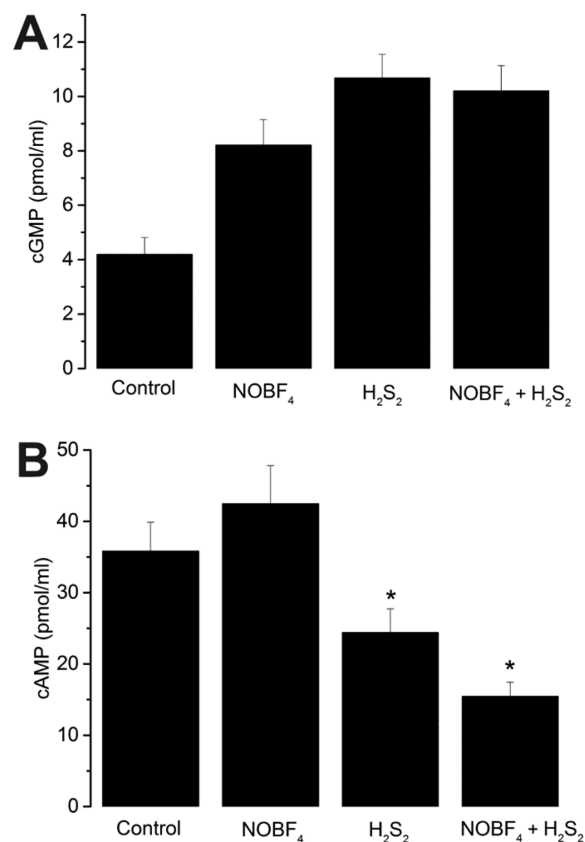 A
cGMP (pmol/ml)
12
10
8
6
4
2
0
Control NOBF₄ H₂S₂ NOBF₄ + H₂S₂
B
cAMP (pmol/ml)
50
40
30
20
10
0
*
*
Control NOBF₄ H₂S₂ NOBF₄ + H₂S₂